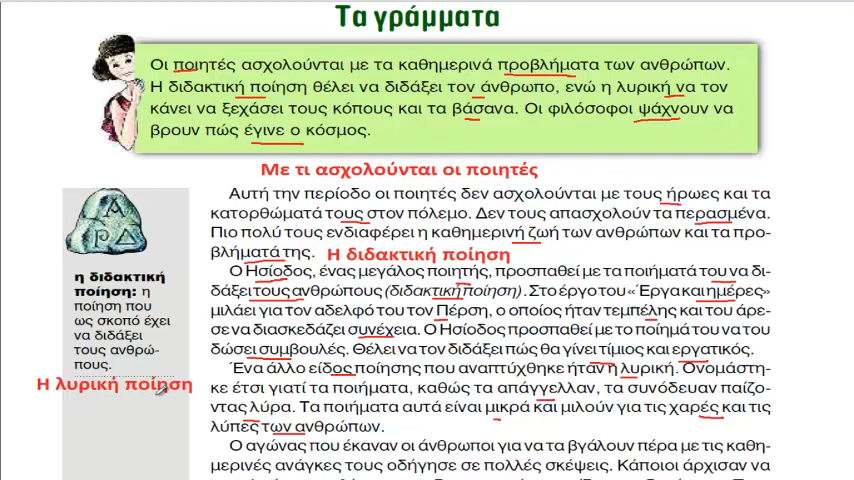 Τα γράμματα
Οι ποιητές ασχολούνται με τα καθημερινά προβλήματα των ανθρώπων.
Η διδακτική ποίηση θέλει να διδάξει τον άνθρωπο, ενώ η λυρική να τον
κάνει να ξεχάσει τους κόπους και τα βάσανα. Οι φιλόσοφοι ψάχνουν να
βρουν πώς έγινε ο κόσμος.
Με τι ασχολούνται οι ποιητές
Αυτή την περίοδο οι ποιητές δεν ασχολούνται με τους ήρωες και τα
κατορθώματά τους στον πόλεμο. Δεν τους απασχολούν τα περασμένα.
Πιο πολύ τους ενδιαφέρει η καθημερινή ζωή των ανθρώπων και τα προ-
βλήματά της.
Η διδακτική ποίηση
Ο Ησίοδος, ένας μεγάλος ποιητής, προσπαθεί με τα ποιήματά του να δι-
δάξει τους ανθρώπους (διδακτική ποίηση). Στο έργο του «Έργα και ημέρες»
μιλάει για τον αδελφό του τον Πέρση, ο οποίος ήταν τεμπέλης και του άρε-
σε να διασκεδάζει συνέχεια. Ο Ησίοδος προσπαθεί με το ποίημά του να του
δώσει συμβουλές. Θέλει να τον διδάξει πώς θα γίνει τίμιος και εργατικός.
Ένα άλλο είδος ποίησης που αναπτύχθηκε ήταν η λυρική. Ονομάστη-
κε έτσι γιατί τα ποιήματα, καθώς τα απάγγελλαν, τα συνόδευαν παίζο-
ντας λύρα. Τα ποιήματα αυτά είναι μικρά και μιλούν για τις χαρές και τις
λύπες των ανθρώπων.
Ο αγώνας που έκαναν οι άνθρωποι για να τα βγάλουν πέρα με τις καθη-
μερινές ανάγκες τους οδήγησε σε πολλές σκέψεις. Κάποιοι άρχισαν να
Α
Ρ Δ
η διδακτική
ποίηση: η
ποίηση που
ως σκοπό έχει
να διδάξει
τους ανθρώ-
πους.
Η λυρική ποίηση